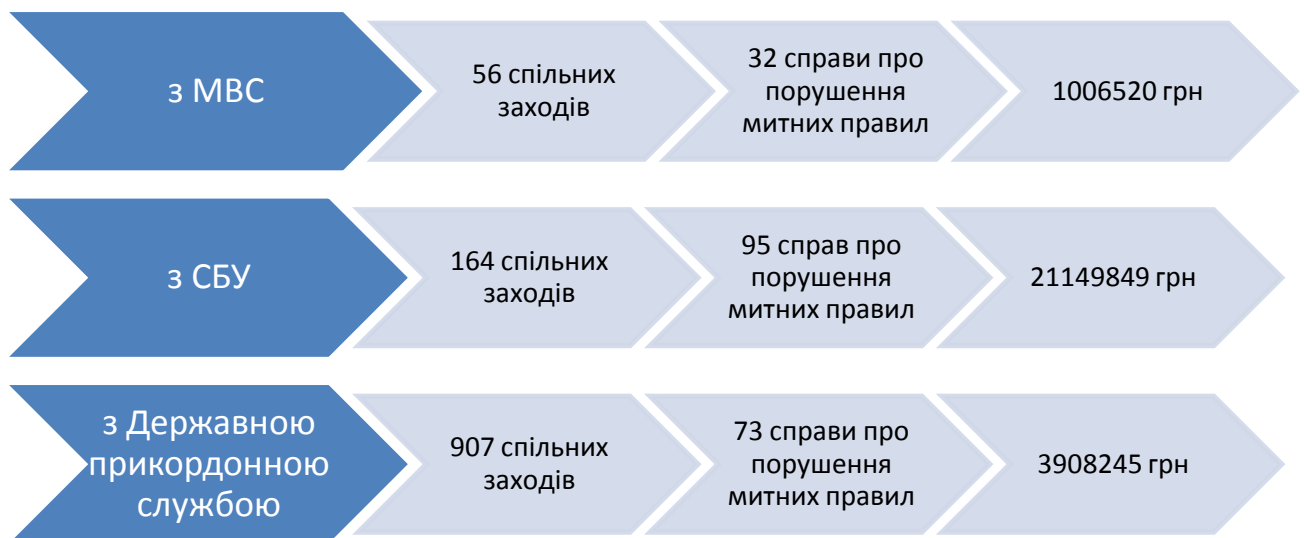 з МВС
56 спільних
заходів
32 справи про
порушення
митних правил
1006520 грн
з СБУ
164 спільних
заходів
95 справ про
порушення
митних правил
21149849 грн
з Державною
прикордонною
службою
907 спільних
заходів
73 справи про
порушення
митних правил
3908245 грн